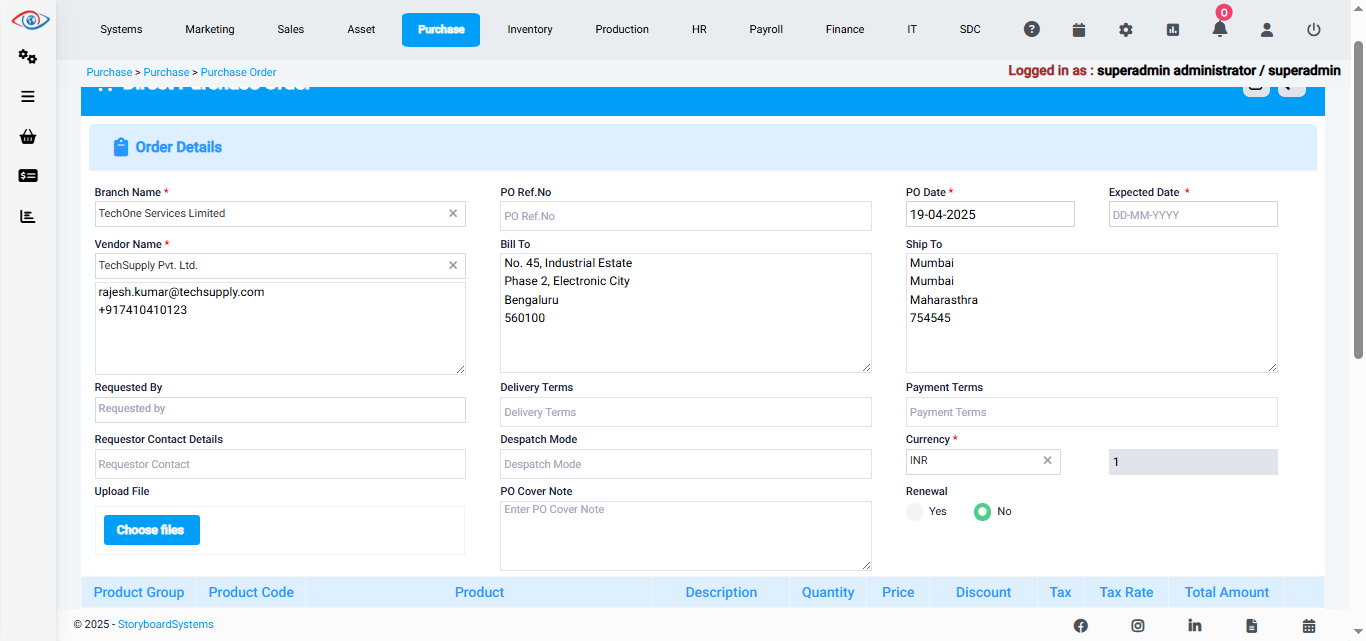 0
Systems Marketing Sales Asset Purchase Inventory Production HR Payroll Finance IT SDC
Purchase > Purchase > Purchase Order
Logged in as : superadmin administrator / superadmin
Direct Purchase Order
Order Details
Branch Name *
TechOne Services Limited
PO Ref.No
PO Ref.No
PO Date *
19-04-2025
Expected Date *
DD-MM-YYYY
Vendor Name *
TechSupply Pvt. Ltd.
rajesh.kumar@techsupply.com
+917410410123
Bill To
No. 45, Industrial Estate
Phase 2, Electronic City
Bengaluru
560100
Ship To
Mumbai
Mumbai
Maharasthra
754545
Requested By
Requested by
Delivery Terms
Delivery Terms
Payment Terms
Payment Terms
Requestor Contact Details
Requestor Contact
Despatch Mode
Despatch Mode
Currency *
INR
1
Upload File
Choose files
PO Cover Note
Enter PO Cover Note
Renewal
Yes No
Product Group Product Code Product Description Quantity Price Discount Tax Tax Rate Total Amount
© 2025 - StoryboardSystems